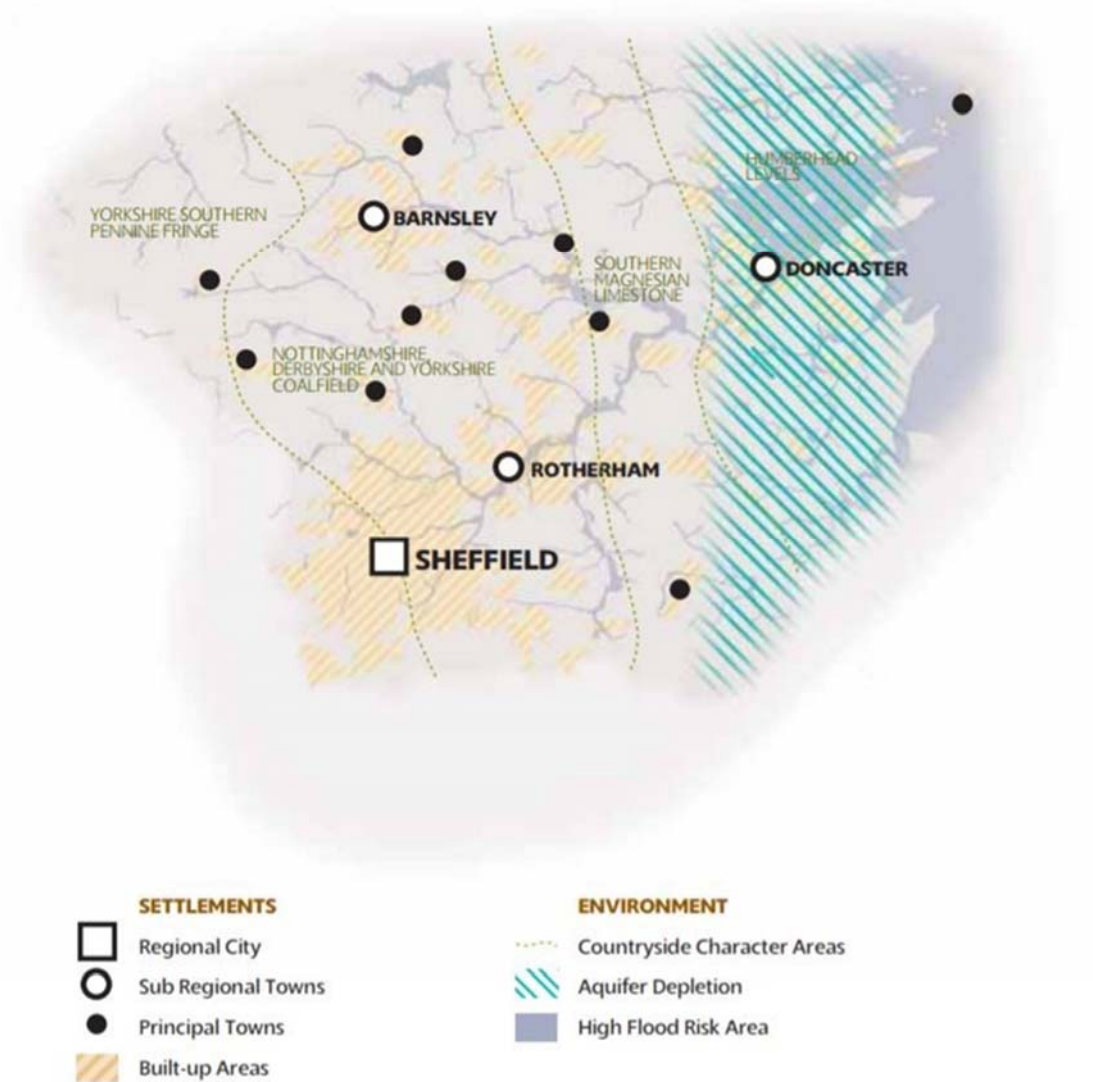 HUMBERHEAD
LEVELS
YORKSHIRE SOUTHERN
PENNINE FRINGE
BARNSLEY
SOUTHERN
MAGNESIAN
LIMESTONE
DONCASTER
NOTTINGHAMSHIRE,
DERBYSHIRE AND YORKSHIRE
COALFIELD
ROTHERHAM
SHEFFIELD
SETTLEMENTS
Regional City
Sub Regional Towns
Principal Towns
Built-up Areas
ENVIRONMENT
Countryside Character Areas
Aquifer Depletion
High Flood Risk Area